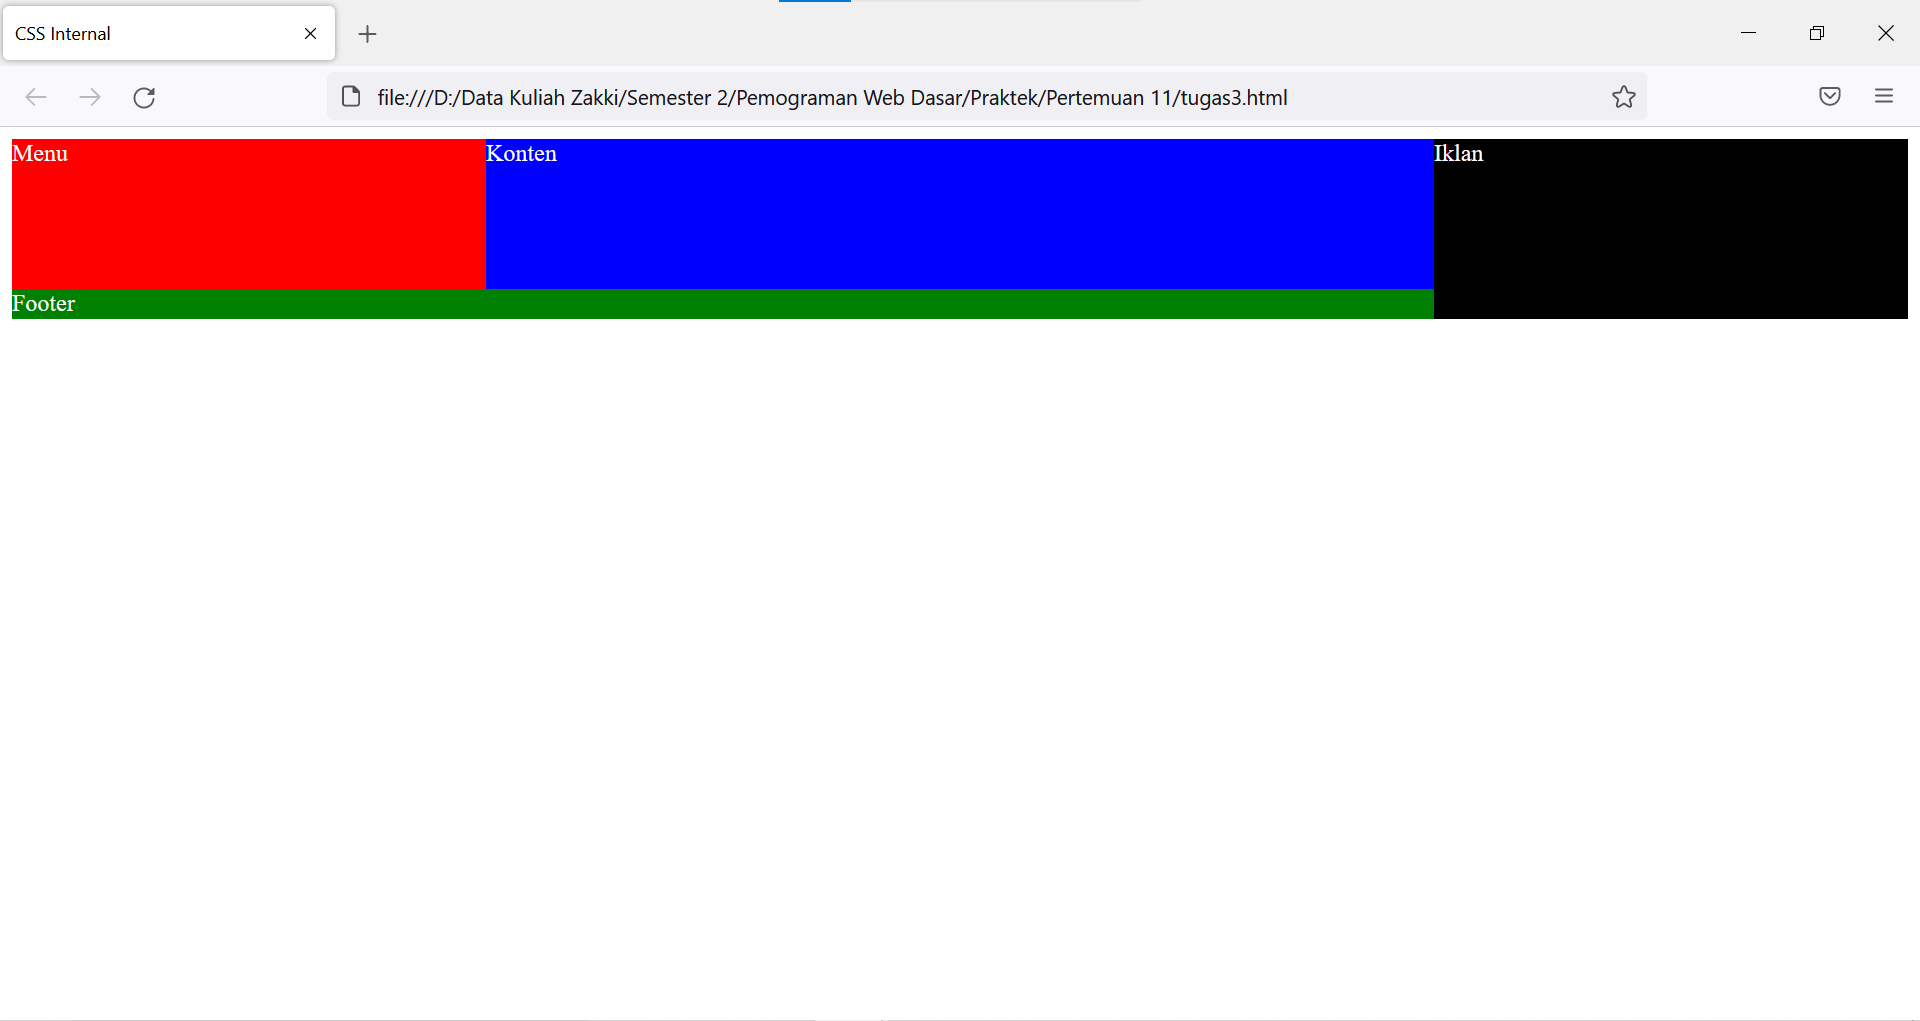 CSS Internal
file:///D:/Data Kuliah Zakki/Semester 2/Pemograman Web Dasar/Praktek/Pertemuan 11/tugas3.html
Menu
Konten
Iklan
Footer